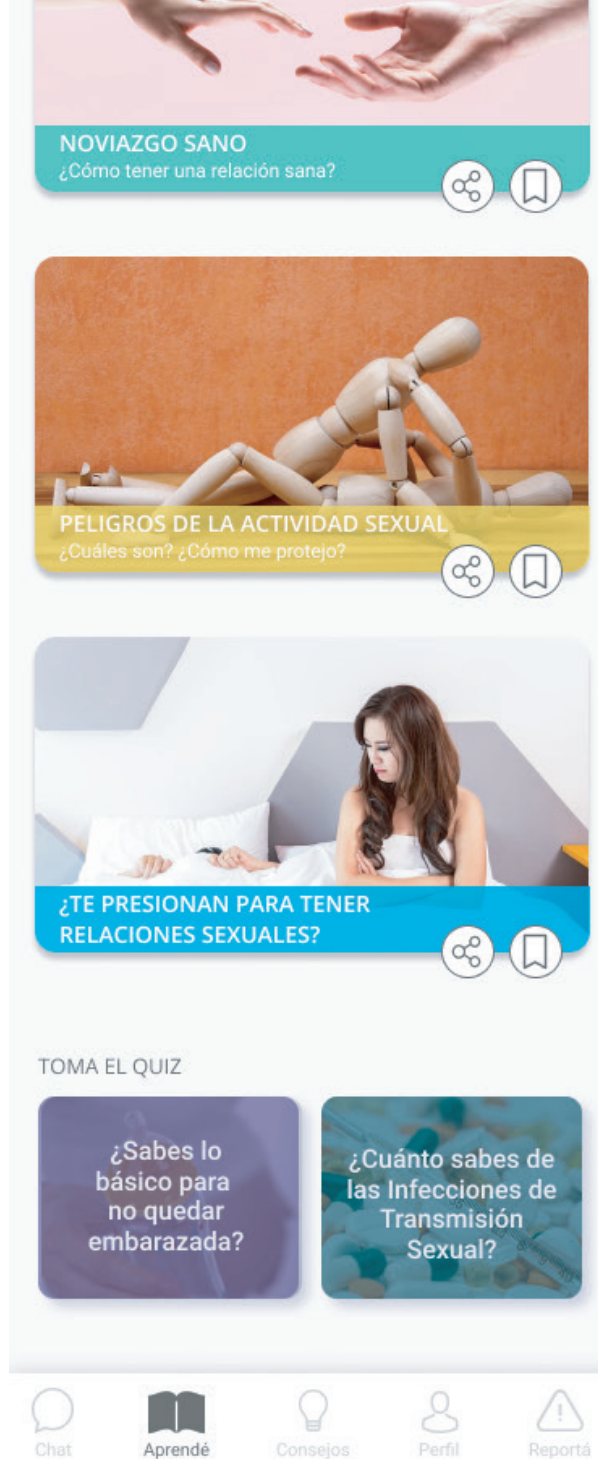 NOVIAZGO SANO
¿Cómo tener una relación sana?
PELIGROS DE LA ACTIVIDAD SEXUAL
¿Cuáles son? ¿Cómo me protejo?
¿TE PRESIONAN PARA TENER
RELACIONES SEXUALES?
TOMA EL QUIZ
¿Sabes lo
básico para
no quedar
embarazada?
¿Cuánto sabes de
las Infecciones de
Transmisión
Sexual?
Chat
Aprendé
Consejos
Perfil
Reportá